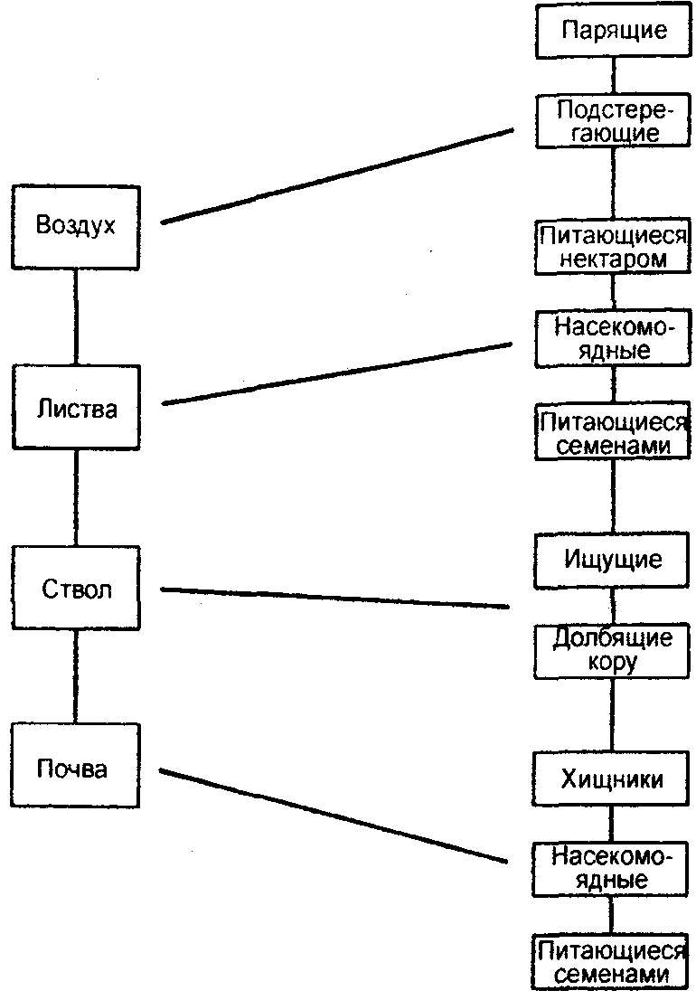 Воздух
Листва
Ствол
Почва
Парящие
Подстере-
гающие
Питающиеся
нектаром
Насекомо-
ядные
Питающиеся
семенами
Ищущие
Долбящие
кору
Хищники
Насекомо-
ядные
Питающиеся
семенами